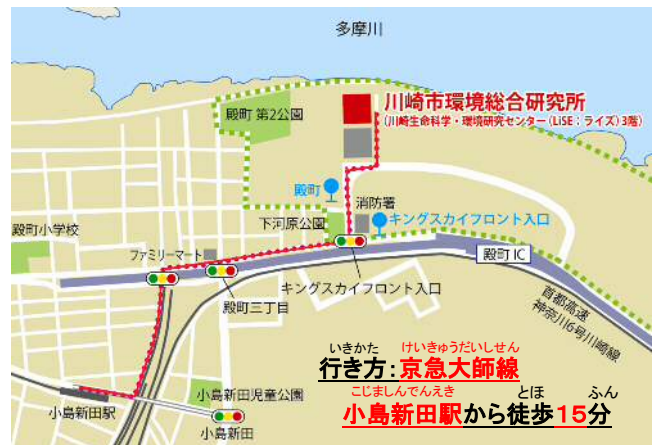 多摩川
川崎市環境総合研究所
(川崎生命科学・環境研究センター(LiSE:ライズ)3階)
殿町 第2公園
殿町
消防署
下河原公園
キングスカイフロント入口
殿町小学校
ファミリーマート
殿町 IC
キングスカイフロント入口
殿町三丁目
首都高速
神奈川6号川崎線
いきかた けいきゅうだいしせん
行き方:京急大師線
こじましんでんえき とほ ふん
小島新田駅から徒歩15分
小島新田児童公園
小島新田駅
小島新田